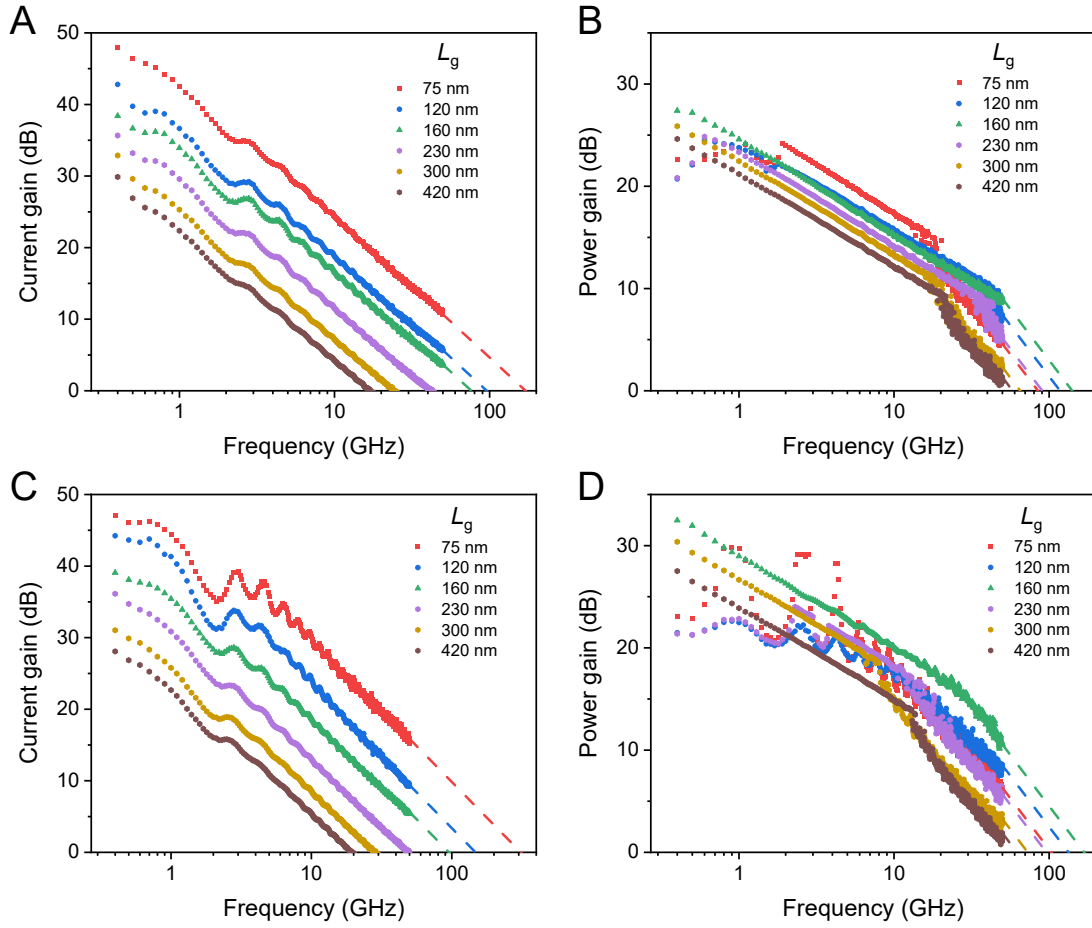 A
50
40
30
20
10
0
Current gain (dB)
1
10
100
Frequency (GHz)
Lg
75 nm
120 nm
160 nm
230 nm
300 nm
420 nm
B
30
20
10
0
Power gain (dB)
1
10
100
Frequency (GHz)
Lg
75 nm
120 nm
160 nm
230 nm
300 nm
420 nm
C
50
40
30
20
10
0
Current gain (dB)
1
10
100
Frequency (GHz)
Lg
75 nm
120 nm
160 nm
230 nm
300 nm
420 nm
D
30
20
10
0
Power gain (dB)
1
10
100
Frequency (GHz)
Lg
75 nm
120 nm
160 nm
230 nm
300 nm
420 nm